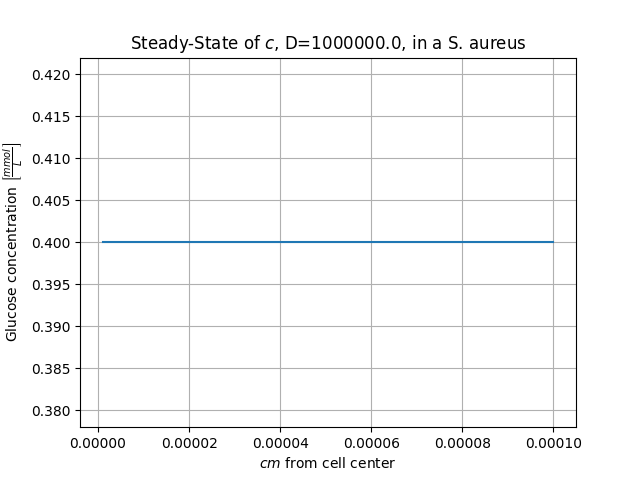 Steady-State of c, D=1000000.0, in a S. aureus
0.420
0.415
0.410
0.405
0.400
0.395
0.390
0.385
0.380
Glucose concentration [mmol/L]
0.00000 0.00002 0.00004 0.00006 0.00008 0.00010
cm from cell center